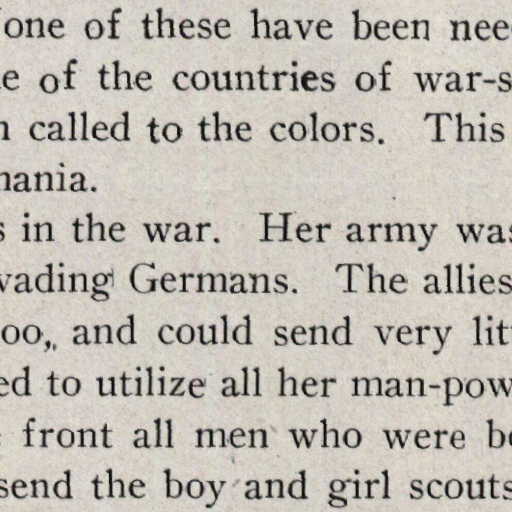 one of these have been nee
e of the countries of war-s
called to the colors. This
nania.
s in the war. Her army was
vading Germans. The allies
oo, and could send very lit
ed to utilize all her man-pow
front all men who were be
send the boy and girl scouts